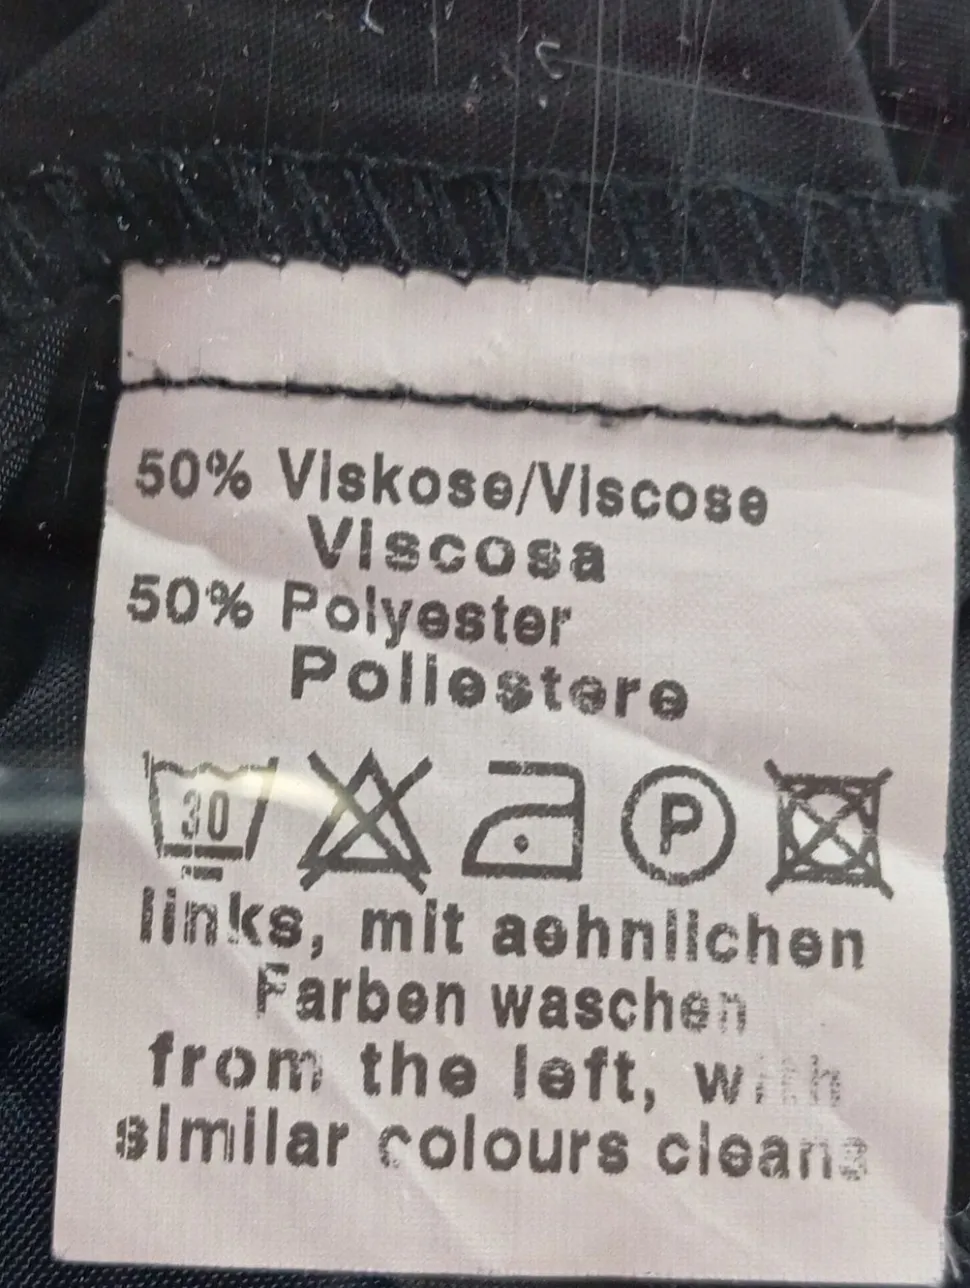 50% Viskose/Viscose
Viscosa
50% Polyester
Poliestere
30 P
links, mit aehnlichen
Farben waschen
from the left, with
similar colours cleans